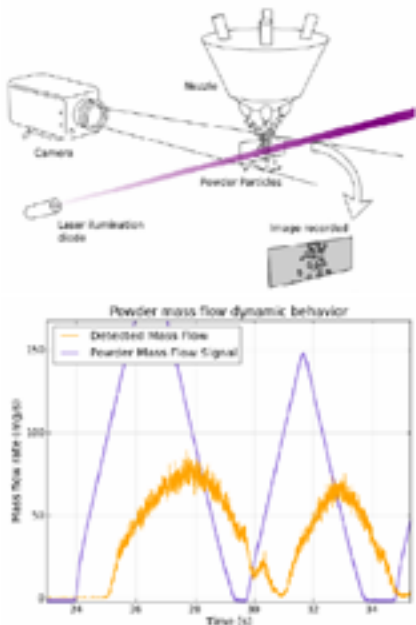 Nozzle
Camera
Powder Particles
Laser ilumination
diode
Image recorded
Powder mass flow dynamic behavior
Detected Mass Flow
Powder Mass Flow Signal
Mass flow rate (mg/s)
150
100
50
0
24
26
28
30
32
34
Time [s]